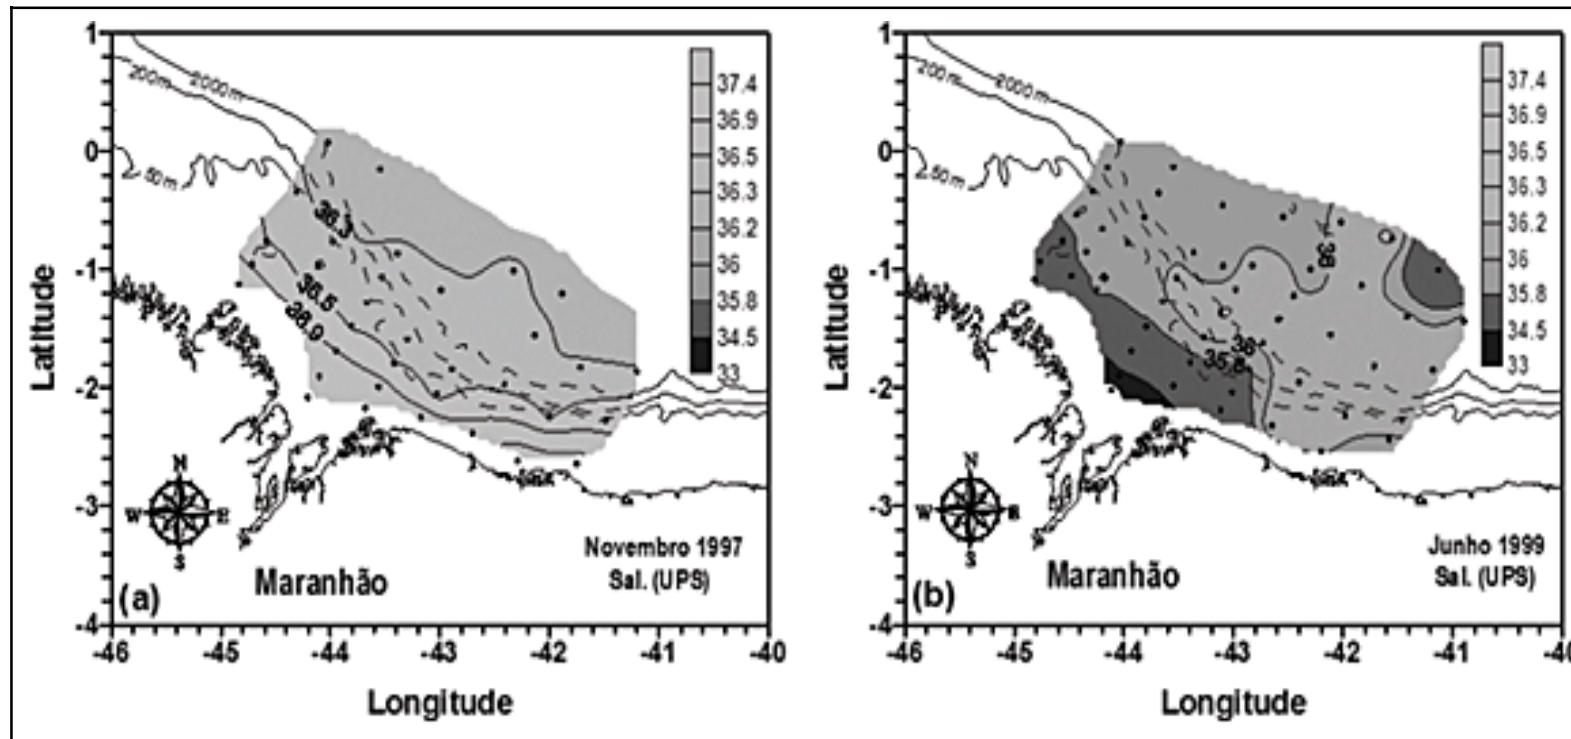 1
0
-1
-2
-3
-4
Latitude
-46
-45
-44
-43
-42
-41
-40
Longitude
2000m
200m
50m
36.3
36.5
36.9
37.4
36.9
36.5
36.3
36.2
36
35.8
34.5
33
N
W
E
S
Novembro 1997
Sal. (UPS)
Maranhão
(a)
1
0
-1
-2
-3
-4
Latitude
-46
-45
-44
-43
-42
-41
Longitude
2000m
200m
50m
36
36
35.8
37.4
36.9
36.5
36.3
36.2
36
35.8
34.5
33
N
W
E
S
Junho 1999
Sal. (UPS)
Maranhão
(b)